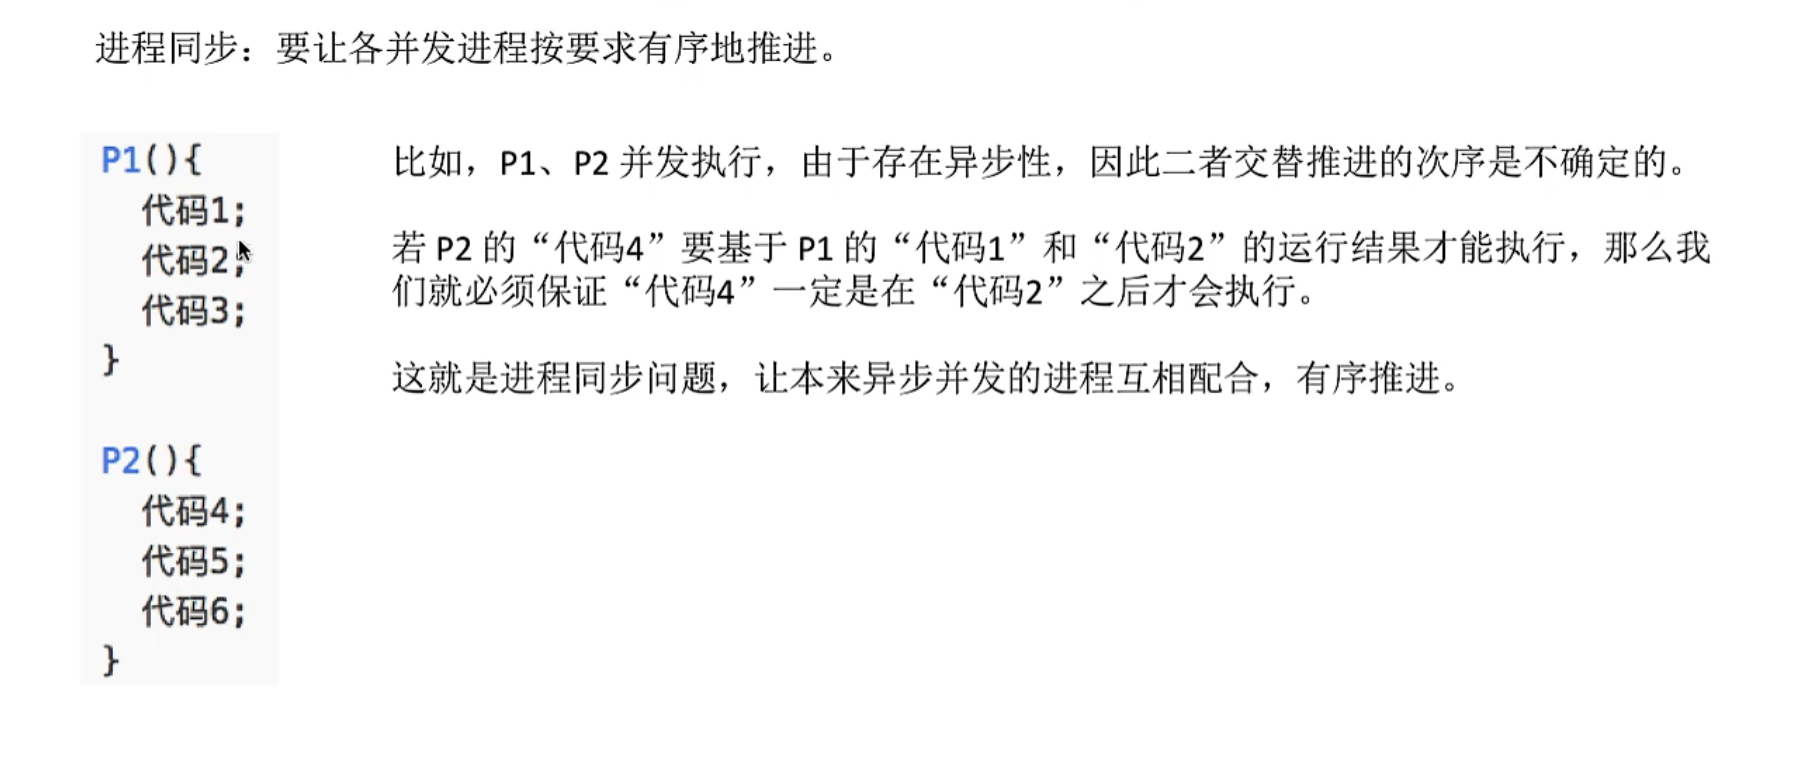 进程同步：要让各并发进程按要求有序地推进。
P1(){
代码1;
代码2;
代码3;
}
P2(){
代码4;
代码5;
代码6;
}
比如，P1、P2 并发执行，由于存在异步性，因此二者交替推进的次序是不确定的。
若 P2 的“代码4”要基于 P1 的“代码1”和“代码2”的运行结果才能执行，那么我
们就必须保证“代码4”一定是在“代码2”之后才会执行。
这就是进程同步问题，让本来异步并发的进程互相配合，有序推进。